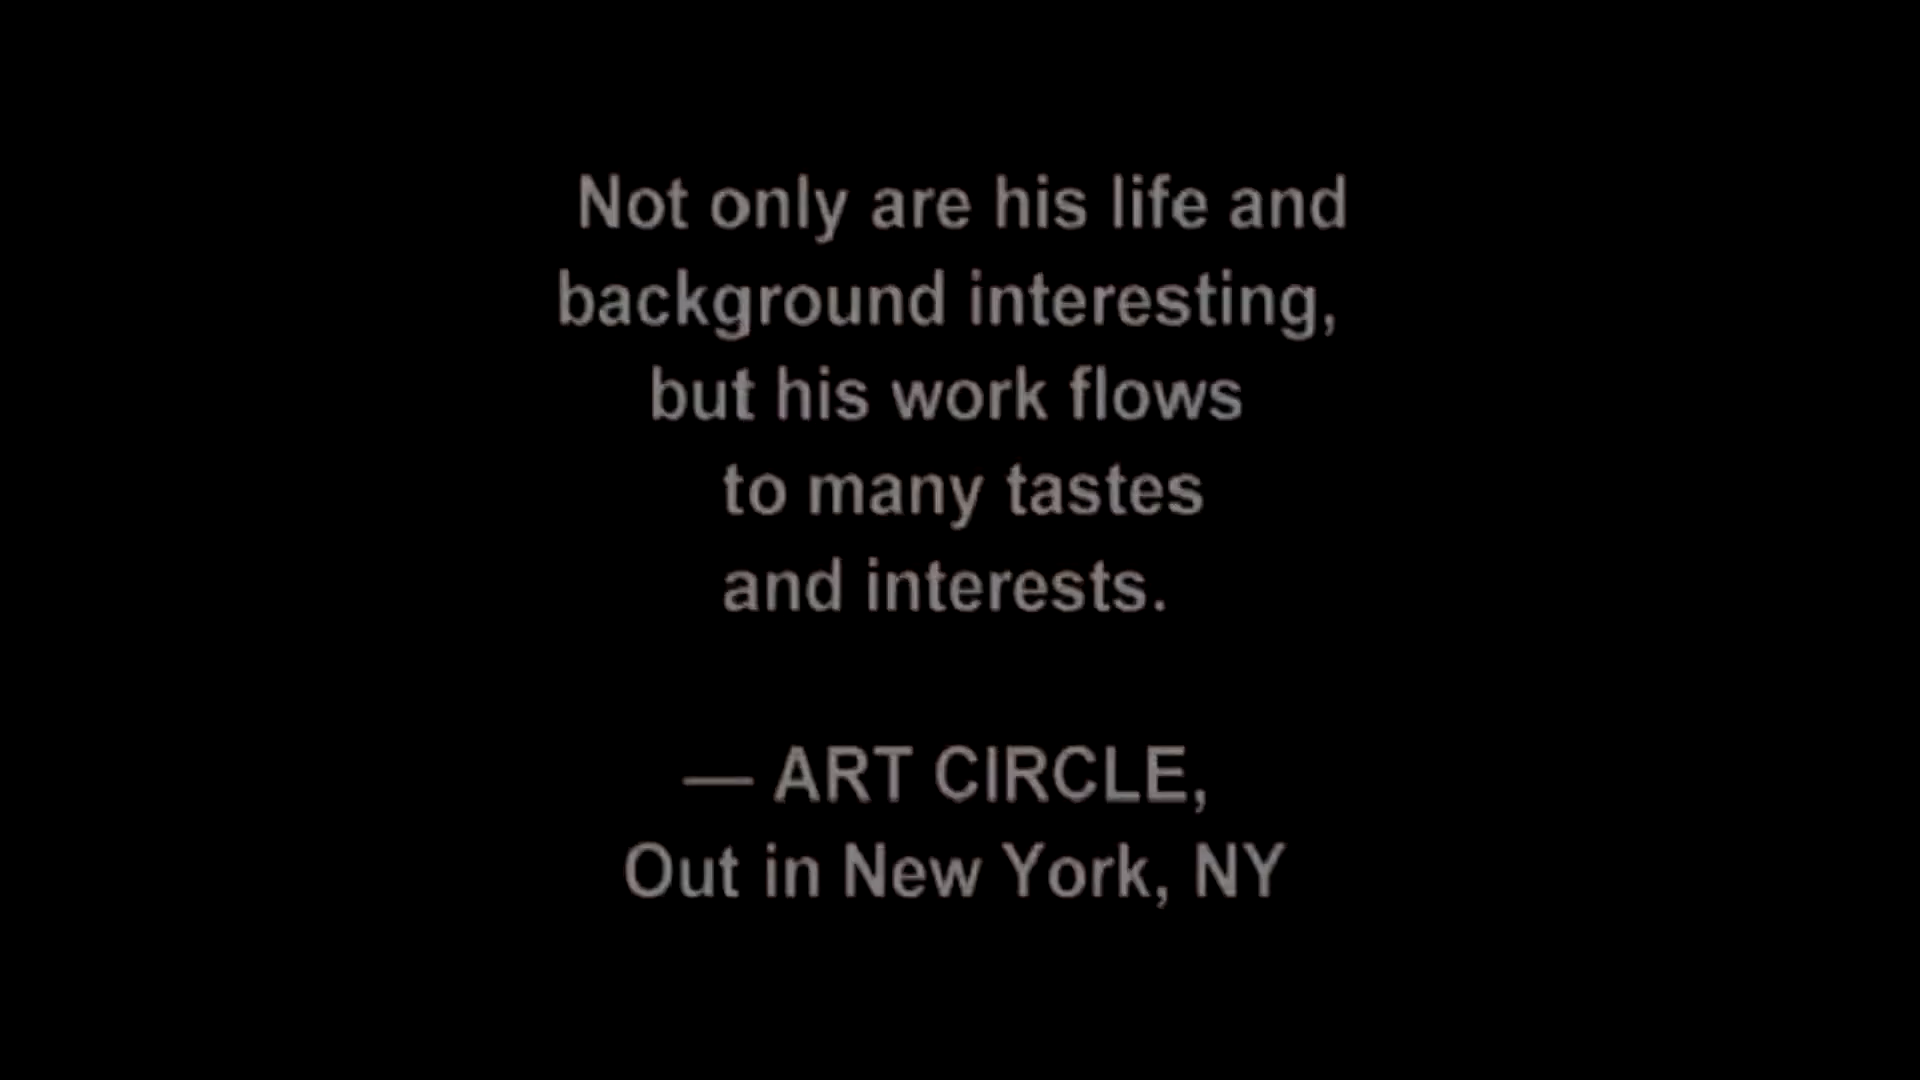 Not only are his life and
background interesting,
but his work flows
to many tastes
and interests.
— ART CIRCLE,
Out in New York, NY